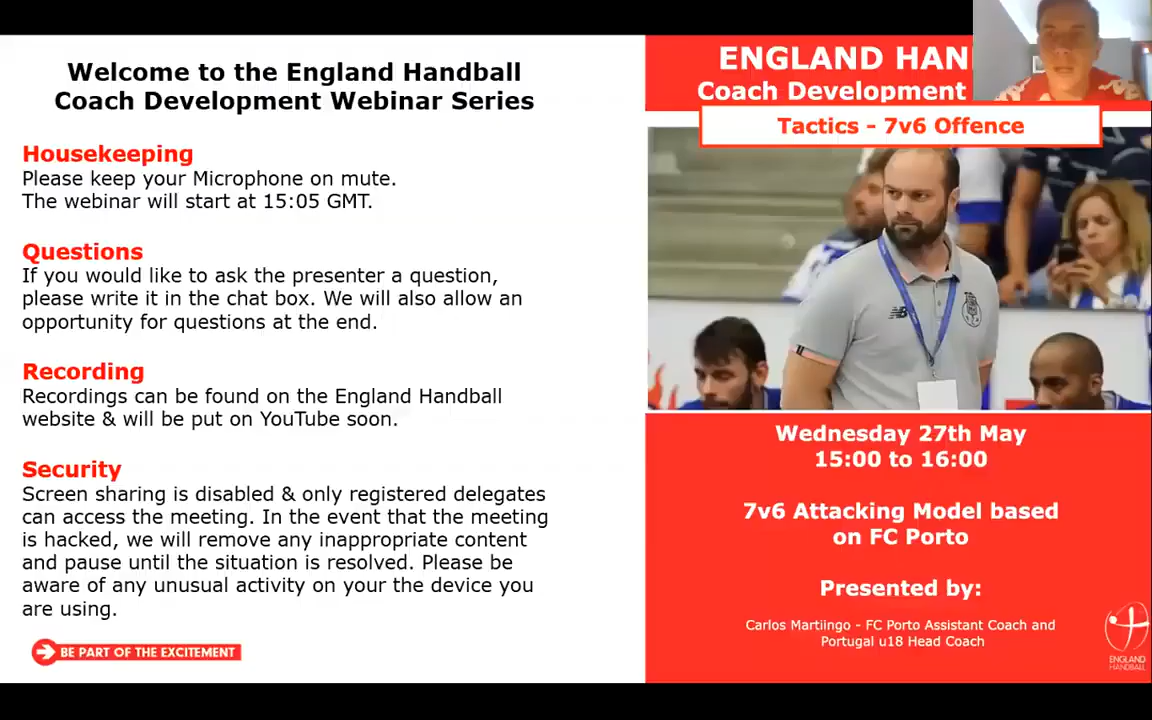 Welcome to the England Handball
Coach Development Webinar Series
Housekeeping
Please keep your Microphone on mute.
The webinar will start at 15:05 GMT.
Questions
If you would like to ask the presenter a question,
please write it in the chat box. We will also allow an
opportunity for questions at the end.
Recording
Recordings can be found on the England Handball
website & will be put on YouTube soon.
Security
Screen sharing is disabled & only registered delegates
can access the meeting. In the event that the meeting
is hacked, we will remove any inappropriate content
and pause until the situation is resolved. Please be
aware of any unusual activity on your the device you
are using.
BE PART OF THE EXCITEMENT
ENGLAND HAN
Coach Development
Tactics - 7v6 Offence
NB
Wednesday 27th May
15:00 to 16:00
7v6 Attacking Model based
on FC Porto
Presented by:
Carlos Martiingo - FC Porto Assistant Coach and
Portugal u18 Head Coach
ENGLAND
HANDBALL